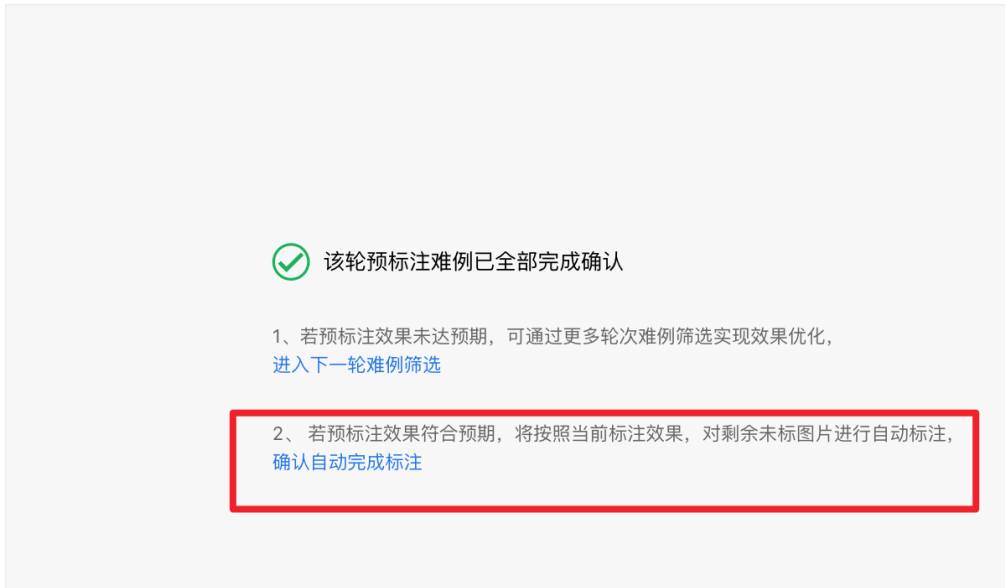 该轮预标注难例已全部完成确认
1、若预标注效果未达预期，可通过更多轮次难例筛选实现效果优化，
进入下一轮难例筛选
2、 若预标注效果符合预期，将按照当前标注效果，对剩余未标图片进行自动标注，
确认自动完成标注